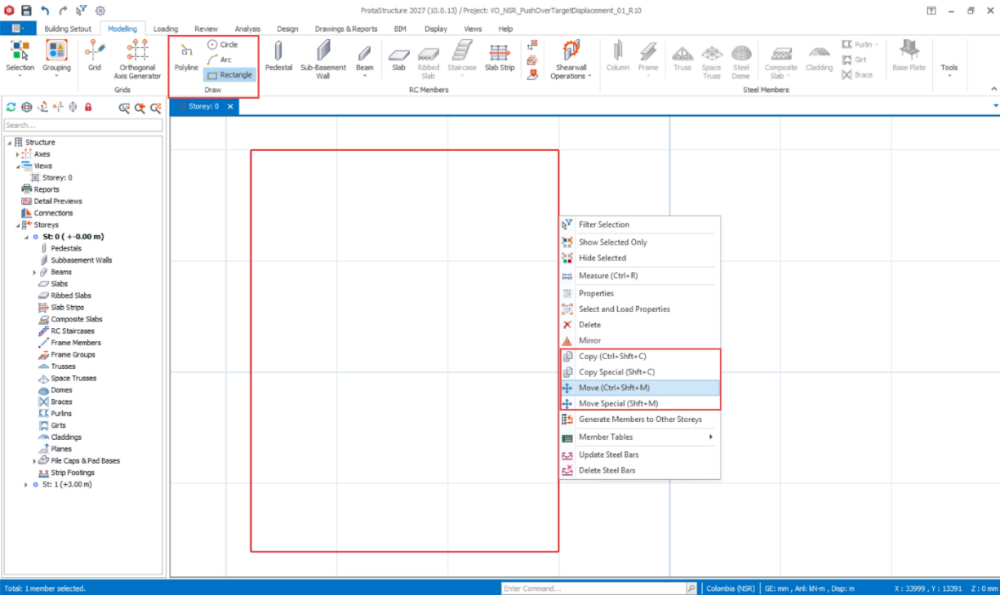 ProtaStructure 2027 (10.0.13) / Project: VO_NSR_PushOverTargetDisplacement_01_R10
Building Setout Modelling Loading Review Analysis Design Drawings & Reports BIM Display Views Help
Selection
Grouping
Grid
Orthogonal
Axis Generator
Grids
Polyline
Circle
Arc
Rectangle
Draw
Pedestal
Sub-Basement
Wall
Beam
Slab
Ribbed
Slab
Staircase
Slab Strip
RC Members
Shearwall
Operations
Column
Frame
Truss
Space
Truss
Steel
Dome
Composite
Slab
Cladding
Purlin
Girt
Brace
Steel Members
Base Plate
Tools
Storey: 0
Search...
Structure
Axes
Views
Storey: 0
Reports
Detail Previews
Connections
Storeys
St: 0 ( +-0.00 m)
Pedestals
Subbasement Walls
Beams
Slabs
Ribbed Slabs
Slab Strips
Composite Slabs
RC Staircases
Frame Members
Frame Groups
Trusses
Space Trusses
Domes
Braces
Purlins
Girts
Claddings
Planes
Pile Caps & Pad Bases
Strip Footings
St: 1 (+3.00 m)
Filter Selection
Show Selected Only
Hide Selected
Measure (Ctrl+R)
Properties
Select and Load Properties
Delete
Mirror
Copy (Ctrl+Shft+C)
Copy Special (Shft+C)
Move (Ctrl+Shft+M)
Move Special (Shft+M)
Generate Members to Other Storeys
Member Tables
Update Steel Bars
Delete Steel Bars
Total: 1 member selected.
Enter Command...
Colombia (NSR)
GE: mm , Anl: kN-m , Disp: m
X : 33999 , Y : 13391 Z : 0 mm